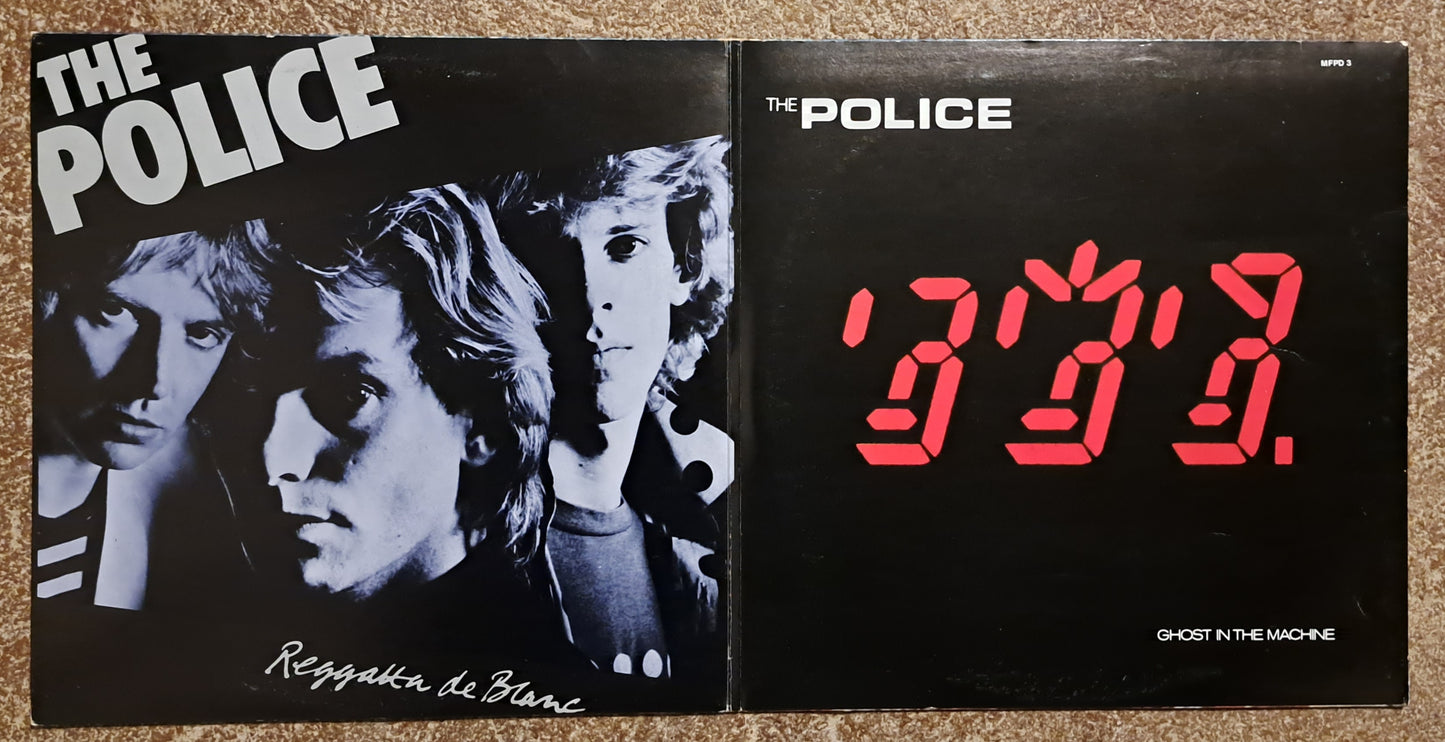 THE
POLICE
Reggatta de Blanc
MFPD 3
THE POLICE
GHOST IN THE MACHINE